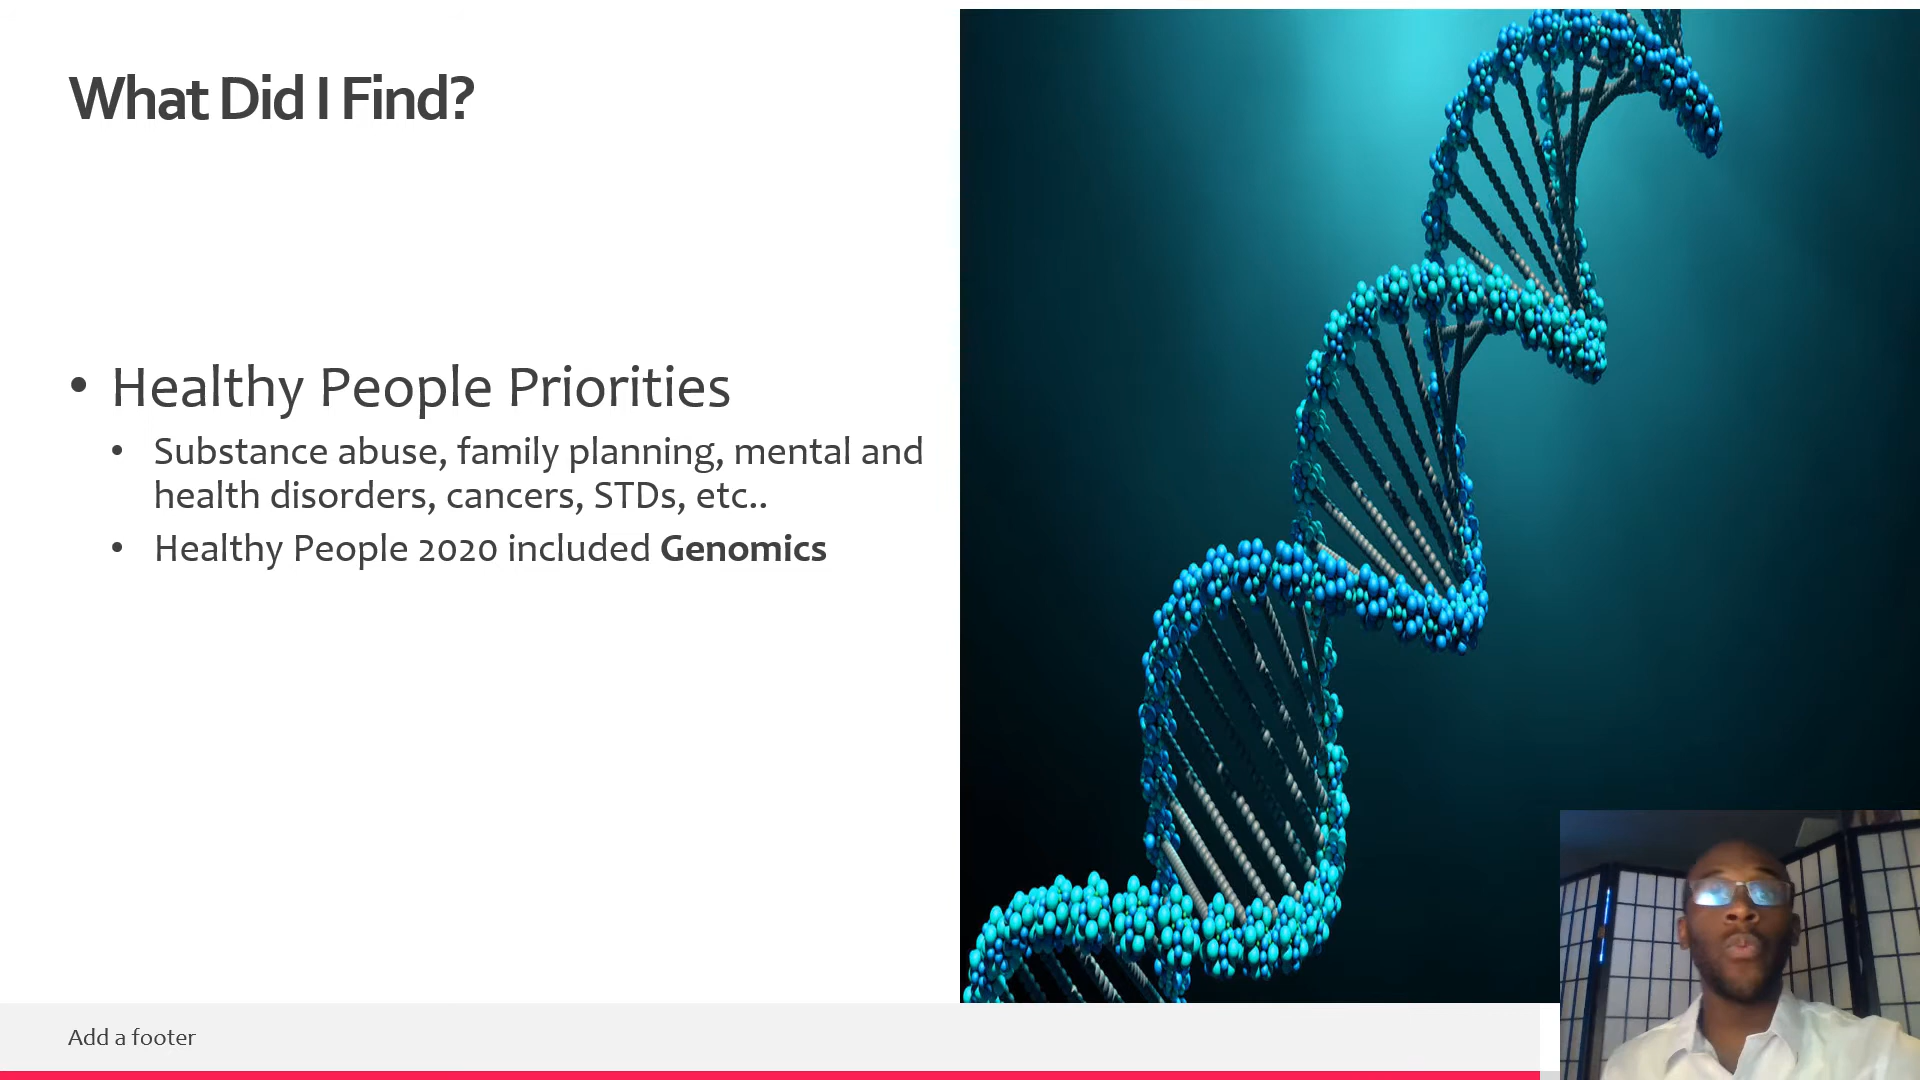 What Did I Find?
• Healthy People Priorities
• Substance abuse, family planning, mental and
health disorders, cancers, STDs, etc..
• Healthy People 2020 included Genomics
Add a footer